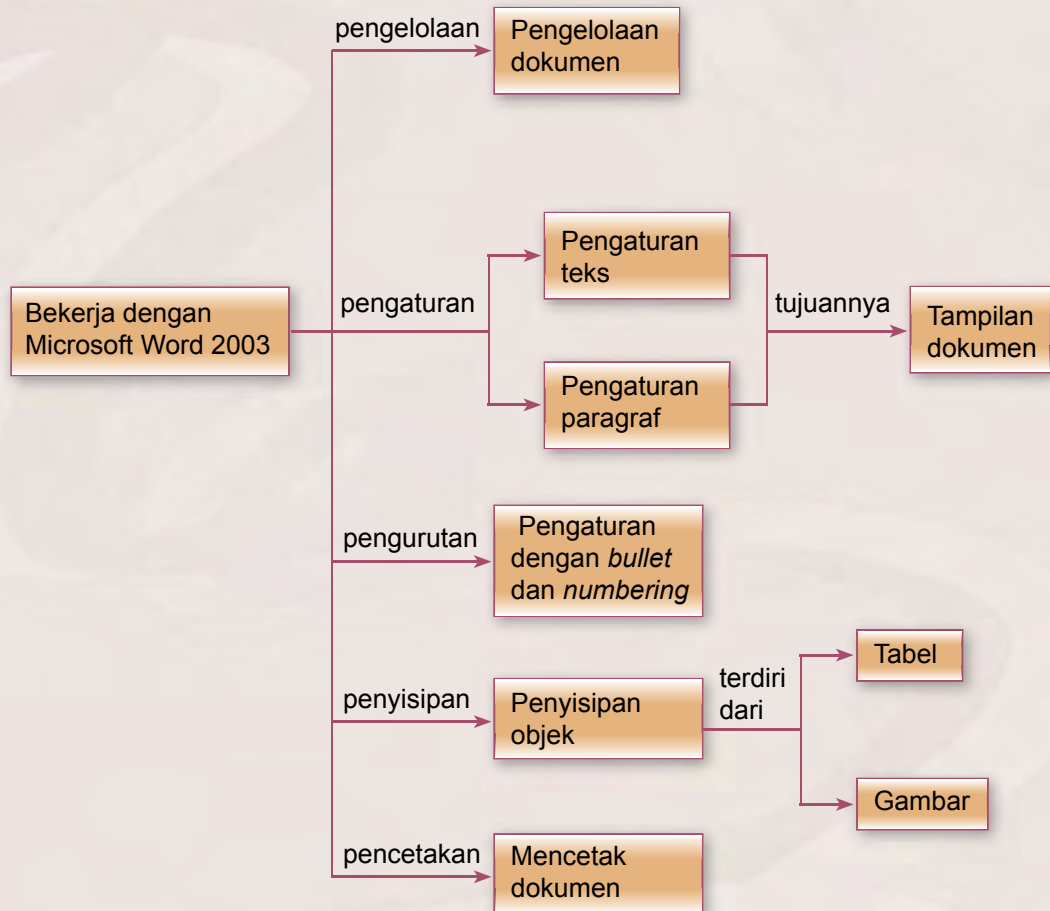 pengelolaan
Pengelolaan
dokumen
Bekerja dengan
Microsoft Word 2003
pengaturan
Pengaturan
teks
Pengaturan
paragraf
tujuannya
Tampilan
dokumen
pengurutan
Pengaturan
dengan bullet
dan numbering
penyisipan
Penyisipan
objek
terdiri
dari
Tabel
Gambar
pencetakan
Mencetak
dokumen